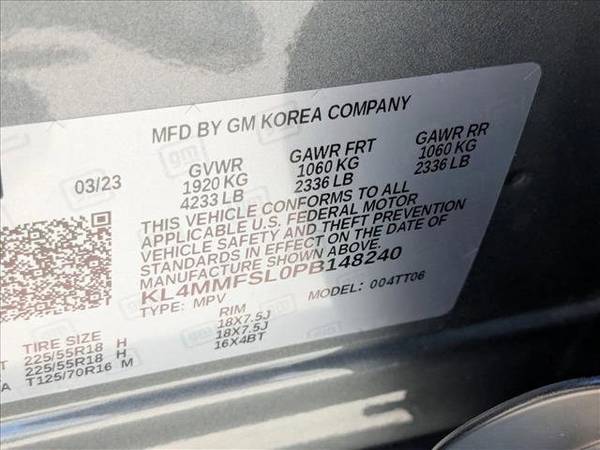 MFD BY GM KOREA COMPANY
03/23 GVWR GAWR FRT GAWR RR
1920 KG 1060 KG 1060 KG
4233 LB 2336 LB 2336 LB
THIS VEHICLE CONFORMS TO ALL
APPLICABLE U.S. FEDERAL MOTOR
VEHICLE SAFETY AND THEFT PREVENTION
STANDARDS IN EFFECT ON THE DATE OF
MANUFACTURE SHOWN ABOVE.
KL4MMFSL0PB148240
TYPE: MPV MODEL: 004TT06
TIRE SIZE RIM
T 225/55R18 H 18X7.5J
225/55R18 H 18X7.5J
A T125/70R16 M 16X4BT